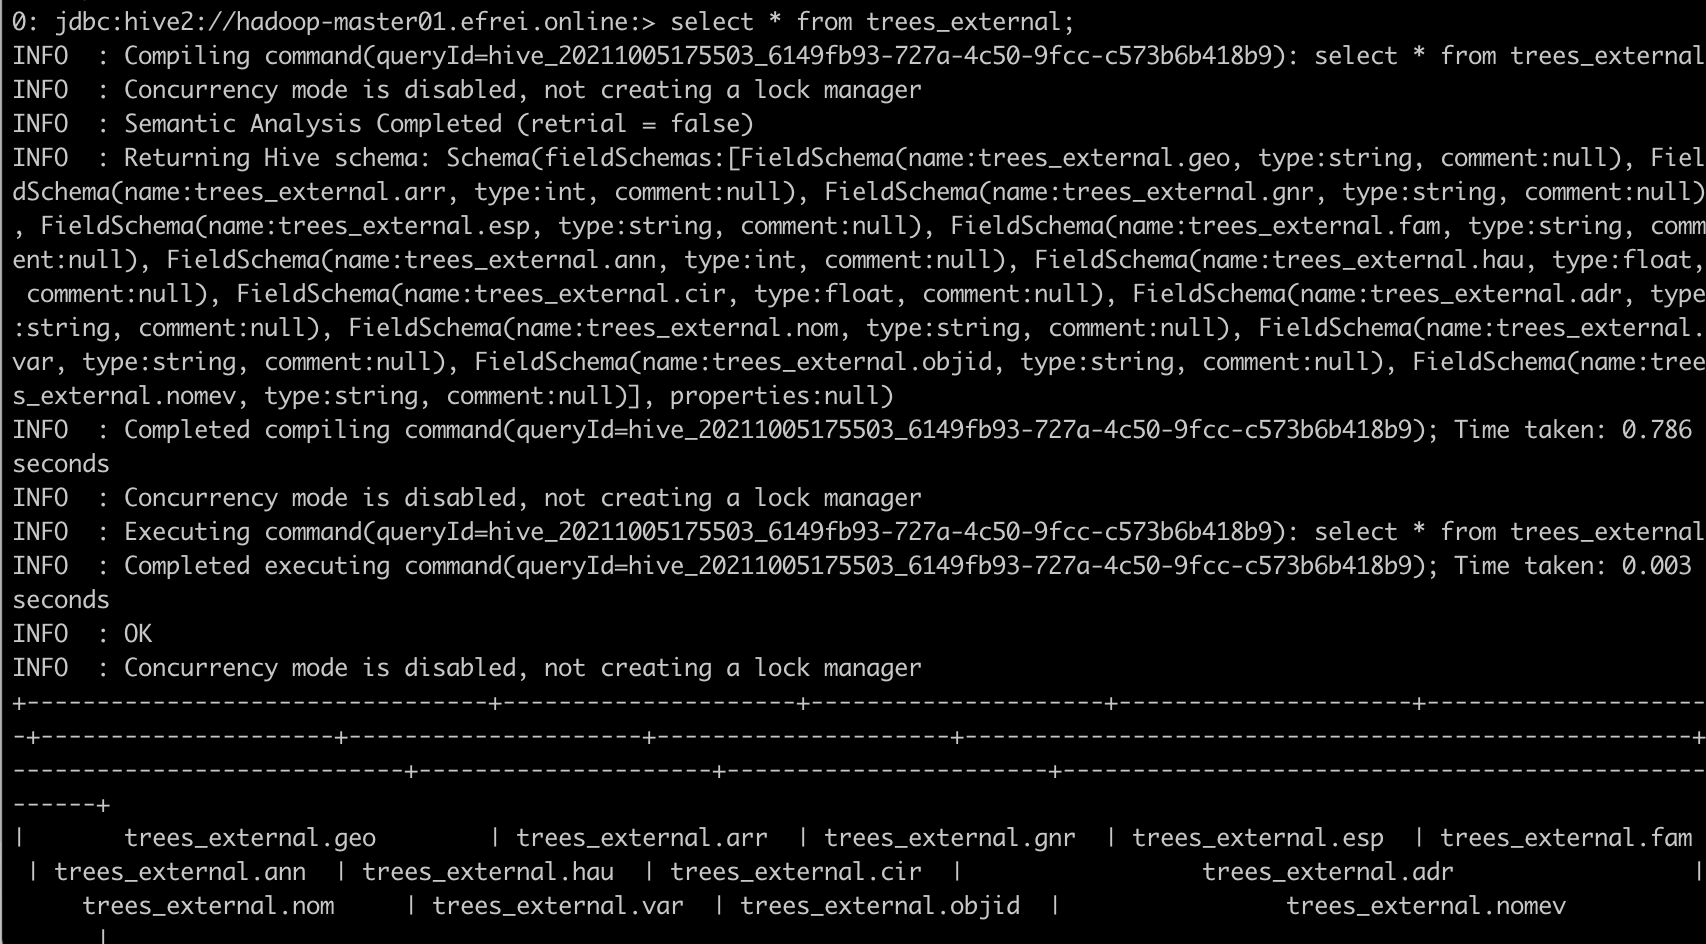 0: jdbc:hive2://hadoop-master01.efrei.online:> select * from trees_external;
INFO  : Compiling command(queryId=hive_20211005175503_6149fb93-727a-4c50-9fcc-c573b6b418b9): select * from trees_external
INFO  : Concurrency mode is disabled, not creating a lock manager
INFO  : Semantic Analysis Completed (retrial = false)
INFO  : Returning Hive schema: Schema(fieldSchemas:[FieldSchema(name:trees_external.geo, type:string, comment:null), Fiel
dSchema(name:trees_external.arr, type:int, comment:null), FieldSchema(name:trees_external.gnr, type:string, comment:null)
, FieldSchema(name:trees_external.esp, type:string, comment:null), FieldSchema(name:trees_external.fam, type:string, comm
ent:null), FieldSchema(name:trees_external.ann, type:int, comment:null), FieldSchema(name:trees_external.hau, type:float,
 comment:null), FieldSchema(name:trees_external.cir, type:float, comment:null), FieldSchema(name:trees_external.adr, type
:string, comment:null), FieldSchema(name:trees_external.nom, type:string, comment:null), FieldSchema(name:trees_external.
var, type:string, comment:null), FieldSchema(name:trees_external.objid, type:string, comment:null), FieldSchema(name:tree
s_external.nomev, type:string, comment:null)], properties:null)
INFO  : Completed compiling command(queryId=hive_20211005175503_6149fb93-727a-4c50-9fcc-c573b6b418b9); Time taken: 0.786
seconds
INFO  : Concurrency mode is disabled, not creating a lock manager
INFO  : Executing command(queryId=hive_20211005175503_6149fb93-727a-4c50-9fcc-c573b6b418b9): select * from trees_external
INFO  : Completed executing command(queryId=hive_20211005175503_6149fb93-727a-4c50-9fcc-c573b6b418b9); Time taken: 0.003
seconds
INFO  : OK
INFO  : Concurrency mode is disabled, not creating a lock manager
+---------------------------------+---------------------+---------------------+---------------------+--------------------
-+---------------------+---------------------+---------------------+----------------------------------------------------+
----------------------------+---------------------+-----------------------+----------------------------------------------
------+
|       trees_external.geo        | trees_external.arr  | trees_external.gnr  | trees_external.esp  | trees_external.fam
 | trees_external.ann  | trees_external.hau  | trees_external.cir  |                 trees_external.adr                 |
     trees_external.nom     | trees_external.var  | trees_external.objid  |                trees_external.nomev
      |